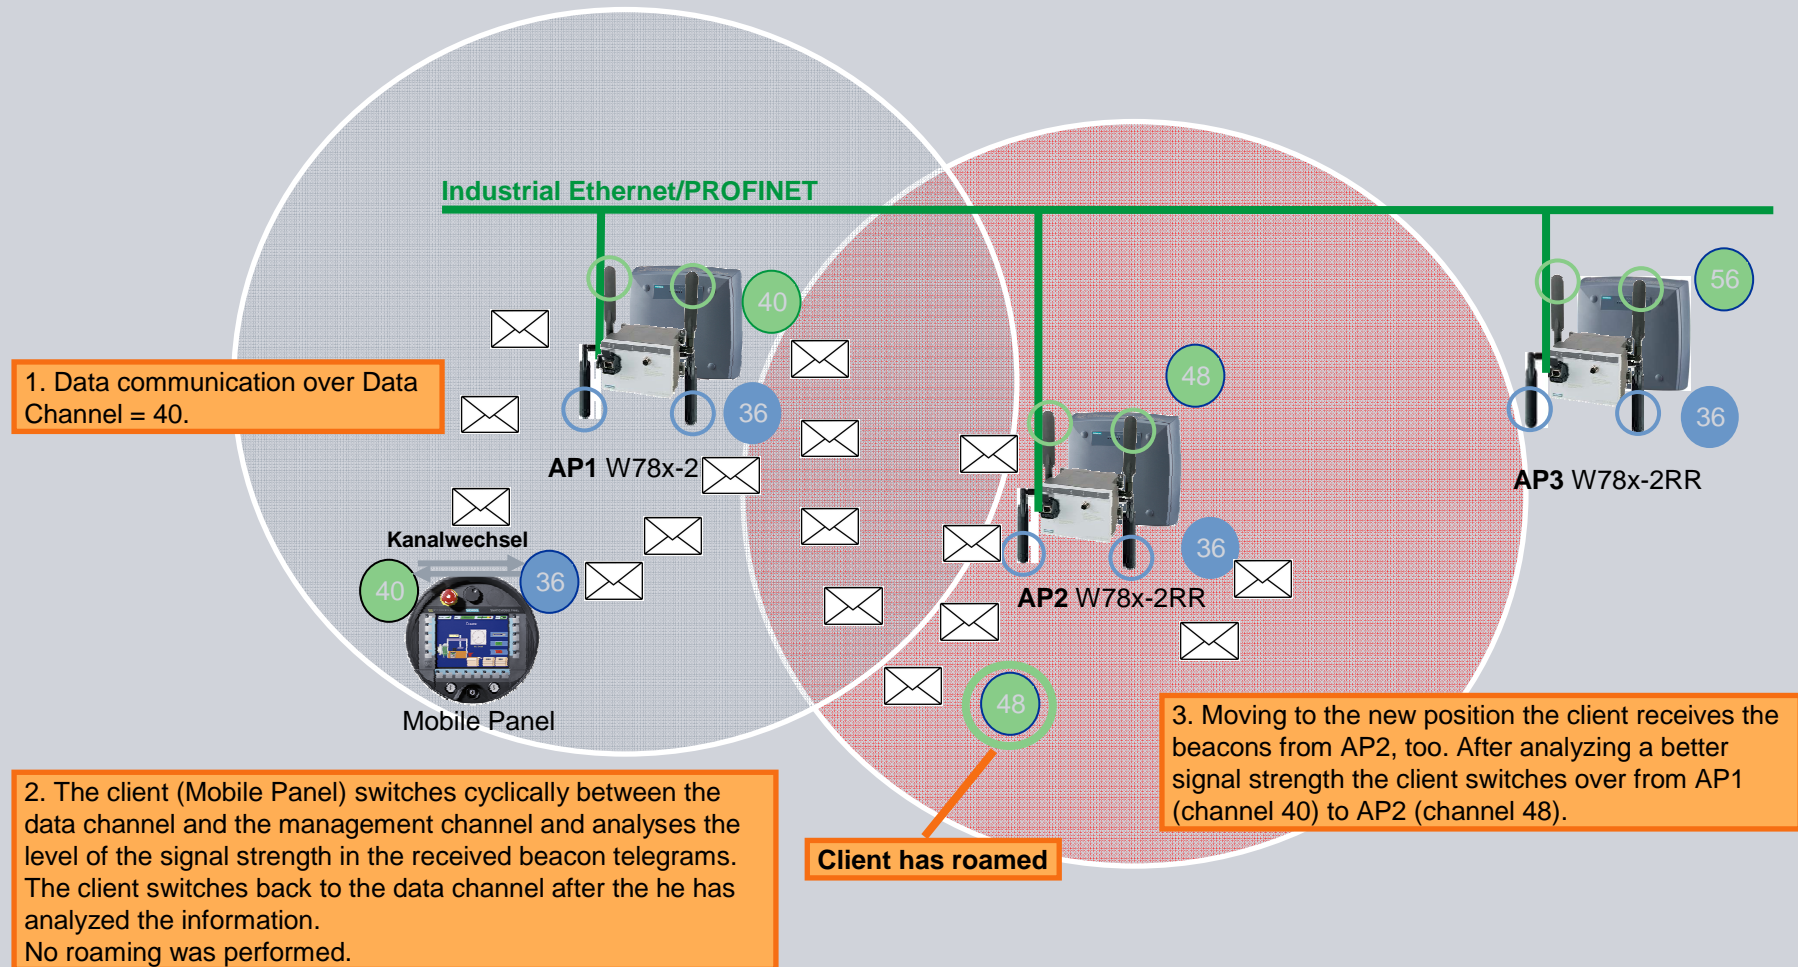 Industrial Ethernet/PROFINET
40
36
AP1 W78x-2
48
36
AP2 W78x-2RR
56
36
AP3 W78x-2RR
1. Data communication over Data
Channel = 40.
Kanalwechsel
40
36
Mobile Panel
48
2. The client (Mobile Panel) switches cyclically between the
data channel and the management channel and analyses the
level of the signal strength in the received beacon telegrams.
The client switches back to the data channel after the he has
analyzed the information.
No roaming was performed.
Client has roamed
3. Moving to the new position the client receives the
beacons from AP2, too. After analyzing a better
signal strength the client switches over from AP1
(channel 40) to AP2 (channel 48).